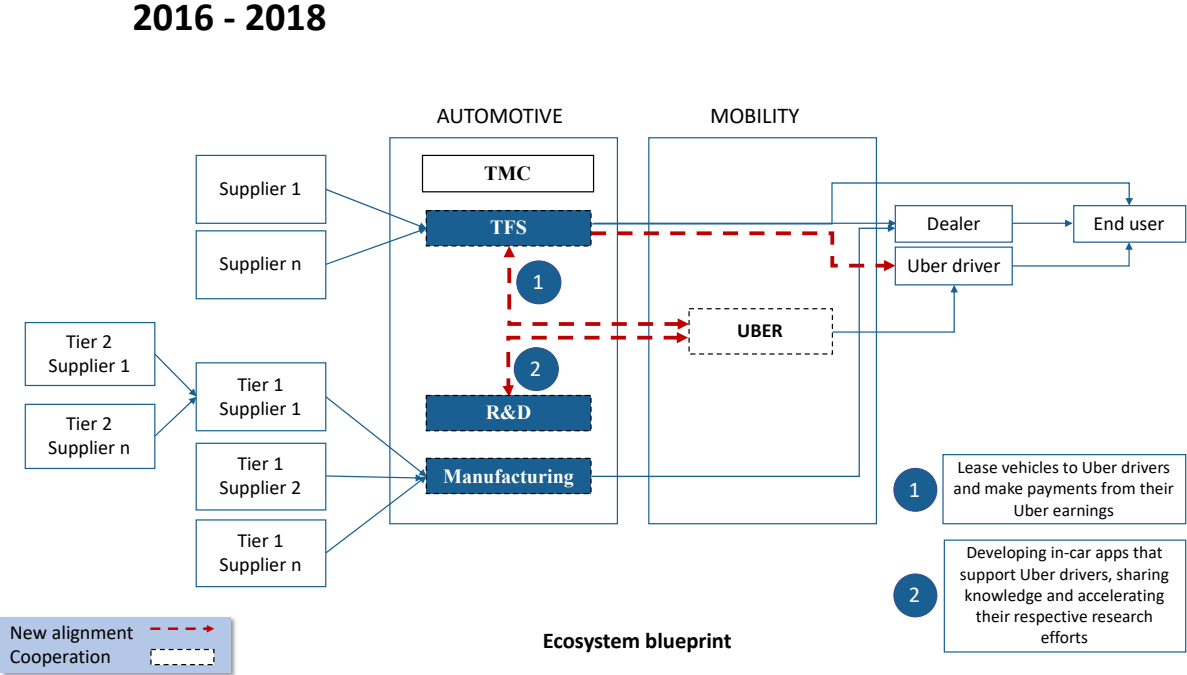 2016 - 2018
AUTOMOTIVE
MOBILITY
TMC
Supplier 1
TFS
Dealer
End user
Supplier n
Uber driver
1
UBER
Tier 2
Supplier 1
2
Tier 1
Supplier 1
R&D
Tier 2
Supplier n
Tier 1
Supplier 2
Manufacturing
1
Lease vehicles to Uber drivers
and make payments from their
Uber earnings
Tier 1
Supplier n
2
Developing in-car apps that
support Uber drivers, sharing
knowledge and accelerating
their respective research
efforts
New alignment
Cooperation
Ecosystem blueprint